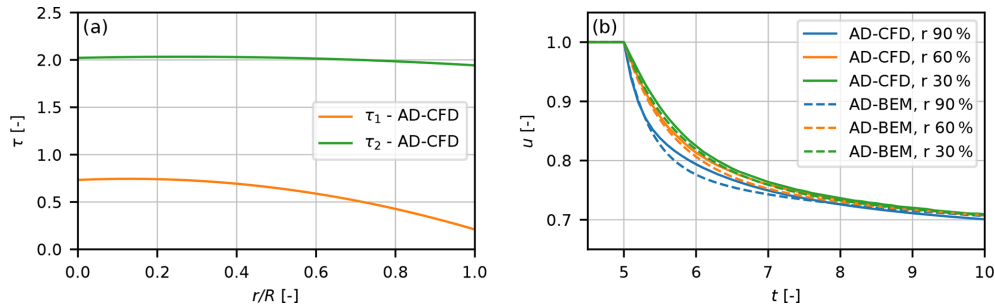 (a)
2.5
2.0
1.5
1.0
0.5
0.0
τ [-]
τ₁ - AD-CFD
τ₂ - AD-CFD
0.0 0.2 0.4 0.6 0.8 1.0
r/R [-]
(b)
1.0
0.9
0.8
0.7
u [-]
AD-CFD, r 90 %
AD-CFD, r 60 %
AD-CFD, r 30 %
AD-BEM, r 90 %
AD-BEM, r 60 %
AD-BEM, r 30 %
5 6 7 8 9 10
t [-]